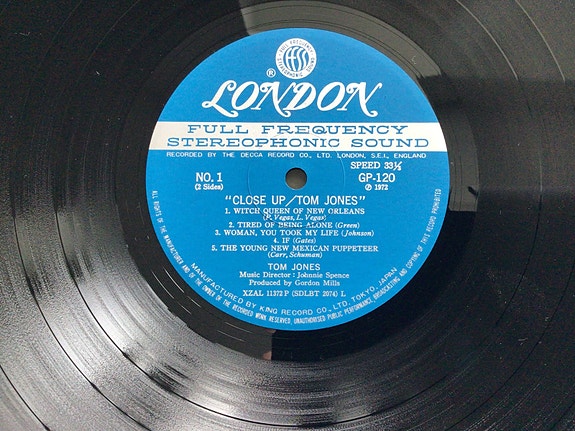 FULL FREQUENCY
ffss
STEREOPHONIC SOUND
®
LONDON
FULL FREQUENCY
STEREOPHONIC SOUND
RECORDED BY THE DECCA RECORD CO., LTD. LONDON, S.E.I., ENGLAND
SPEED 33⅓
NO. 1
GP-120
(2 Sides)
℗ 1972
"CLOSE UP/TOM JONES"
1. WITCH QUEEN OF NEW ORLEANS
(P. Vegas, L. Vegas)
2. TIRED OF BEING ALONE (Green)
3. WOMAN, YOU TOOK MY LIFE (Johnson)
4. IF (Gates)
5. THE YOUNG NEW MEXICAN PUPPETEER
(Carr, Schuman)
TOM JONES
Music Director : Johnnie Spence
Produced by Gordon Mills
XZAL 11372 P (SDLBT 2074) L
MANUFACTURED BY KING RECORD CO., LTD. TOKYO, JAPAN
ALL RIGHTS OF THE MANUFACTURER AND OF THE OWNER OF THE RECORDED WORK RESERVED, UNAUTHORISED PUBLIC PERFORMANCE, BROADCASTING AND COPYING OF THIS RECORD PROHIBITED